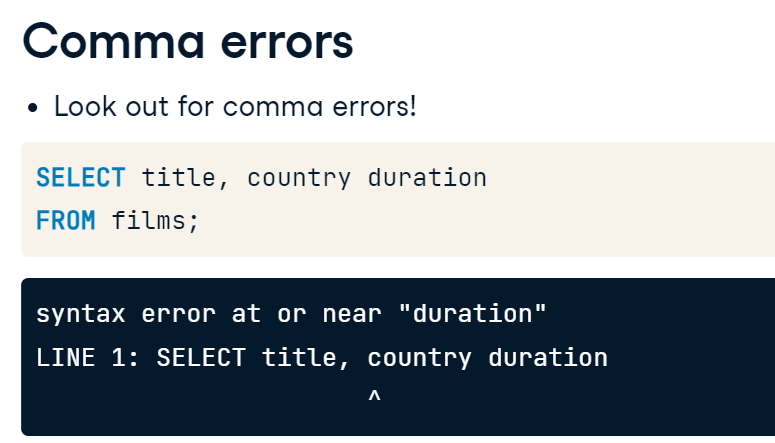 Comma errors
• Look out for comma errors!
SELECT title, country duration
FROM films;
syntax error at or near "duration"
LINE 1: SELECT title, country duration
^